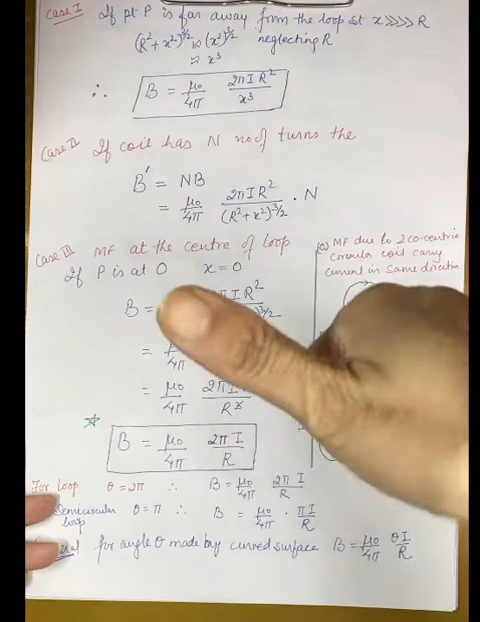 Case I If pt P is far away from the loop st x >>>> R
(R²+x²)^3/2 ≈ (x²)^3/2 neglecting R
≈ x³
∴ B = μ₀/4π 2πIR²/x³
Case II If coil has N no of turns the
B' = NB
= μ₀/4π 2πIR²/(R²+x²)^3/2 . N
Case III MF at the centre of loop
If P is at O x = 0
B =
IR²
= 4π
= μ₀/4π
B = μ₀/4π 2πI/R
For loop θ = 2π ∴ B = μ₀/4π 2πI/R
Semicircular loop θ = π ∴ B = μ₀/4π . πI/R
for angle θ made by curved surface B = μ₀/4π θI/R
(c) MF due to 2 co-centric
circular coil carry
current in same direction